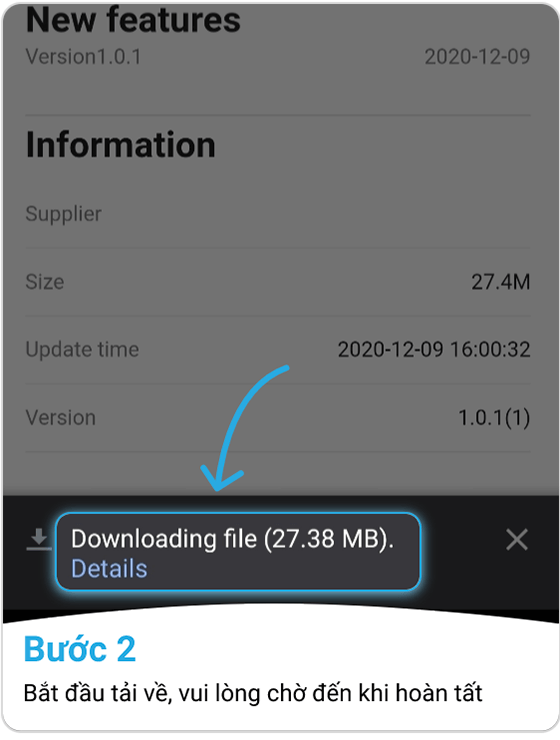 New features
Version1.0.1 2020-12-09
Information
Supplier
Size 27.4M
Update time 2020-12-09 16:00:32
Version 1.0.1(1)
Downloading file (27.38 MB).
Details
Bước 2
Bắt đầu tải về, vui lòng chờ đến khi hoàn tất